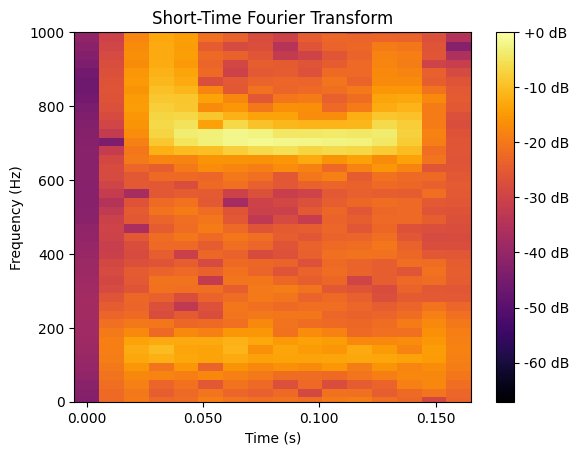 Short-Time Fourier Transform
Frequency (Hz)
1000
800
600
400
200
0
0.000
0.050
0.100
0.150
Time (s)
+0 dB
-10 dB
-20 dB
-30 dB
-40 dB
-50 dB
-60 dB